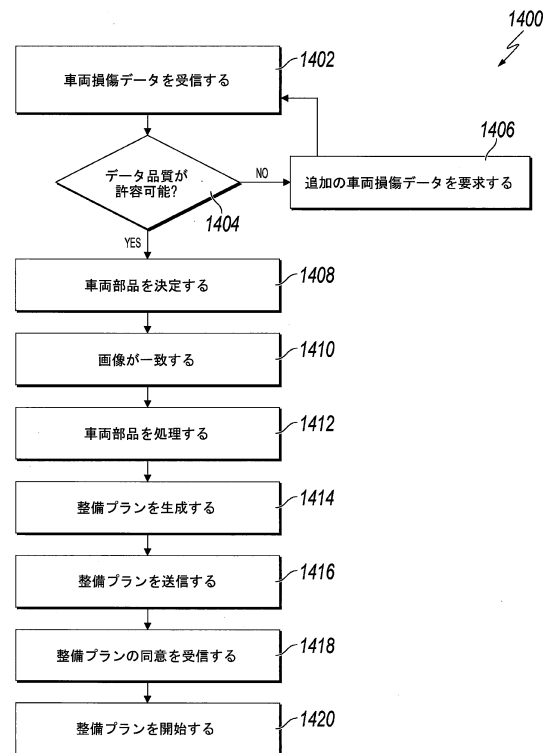 1400
車両損傷データを受信する
1402
データ品質が
許容可能?
1404
NO
1406
追加の車両損傷データを要求する
YES
車両部品を決定する
1408
画像が一致する
1410
車両部品を処理する
1412
整備プランを生成する
1414
整備プランを送信する
1416
整備プランの同意を受信する
1418
整備プランを開始する
1420